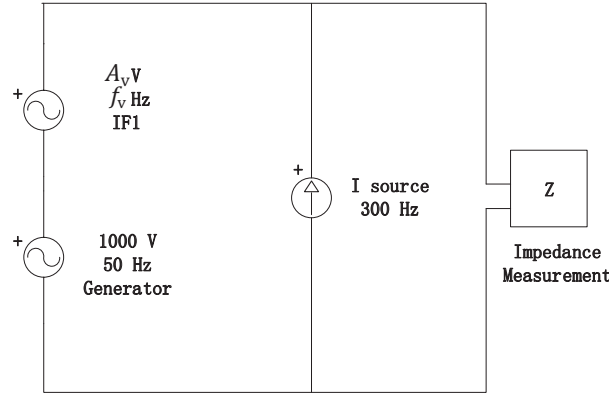 +
A_v V
f_v Hz
IF1
+
1000 V
50 Hz
Generator
+
I source
300 Hz
Z
Impedance
Measurement